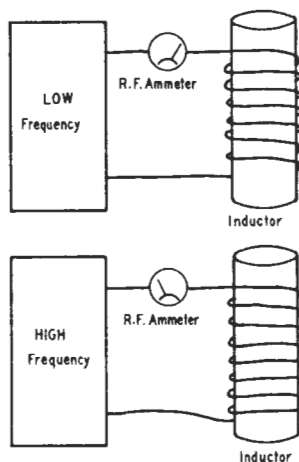 LOW
Frequency
R.F. Ammeter
Inductor
HIGH
Frequency
R.F. Ammeter
Inductor